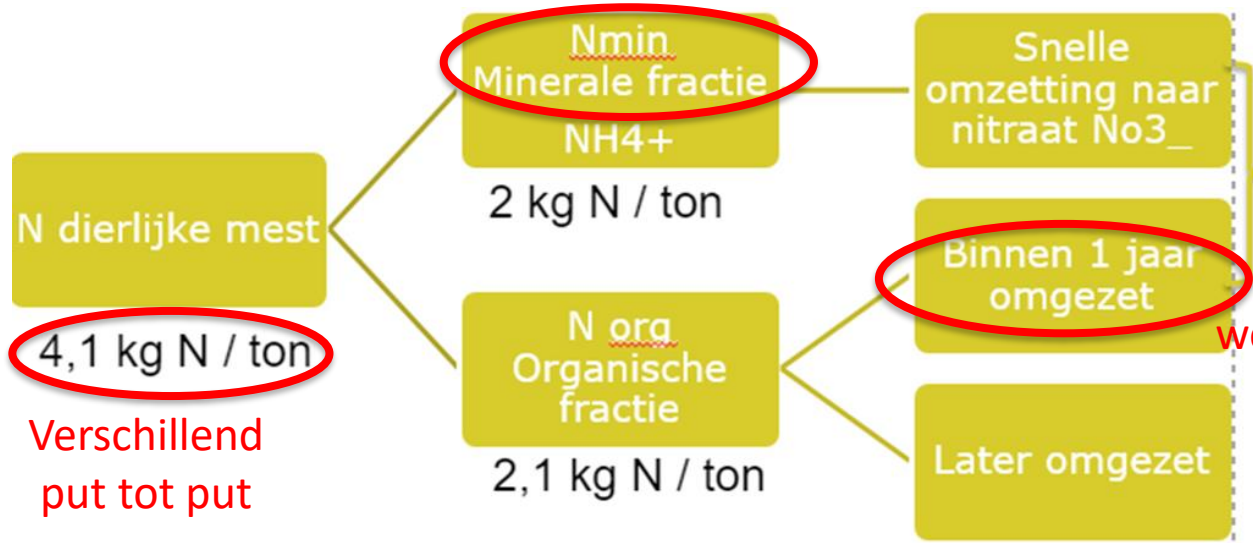 N dierlijke mest
4,1 kg N / ton
Verschillend
put tot put
Nmin
Minerale fractie
NH4+
2 kg N / ton
N org
Organische
fractie
2,1 kg N / ton
Snelle
omzetting naar
nitraat No3_
Binnen 1 jaar
omgezet
Later omgezet